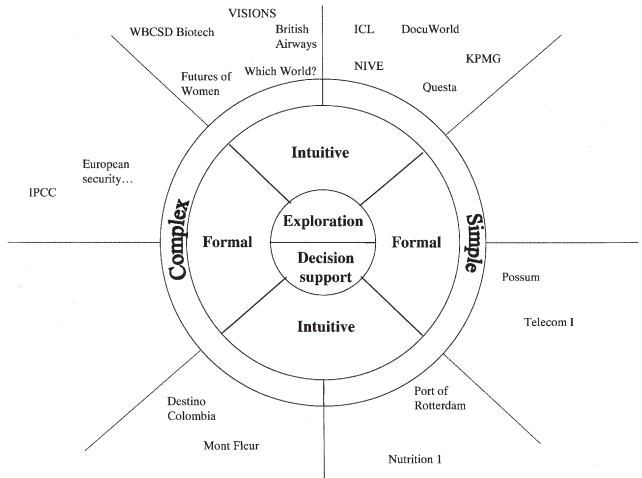 VISIONS
WBCSD Biotech
British
Airways
ICL
DocuWorld
KPMG
Futures of
Women
Which World?
NIVE
Questa
Intuitive
European
security…
IPCC
Complex
Formal
Exploration
Decision
support
Formal
Simple
Possum
Telecom I
Intuitive
Destino
Colombia
Port of
Rotterdam
Mont Fleur
Nutrition 1